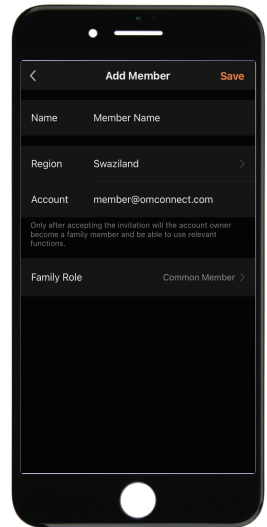 Add Member Save
Name Member Name
Region Swaziland
Account member@omconnect.com
Only after accepting the invitation will the account owner
become a family member and be able to use relevant
functions.
Family Role Common Member